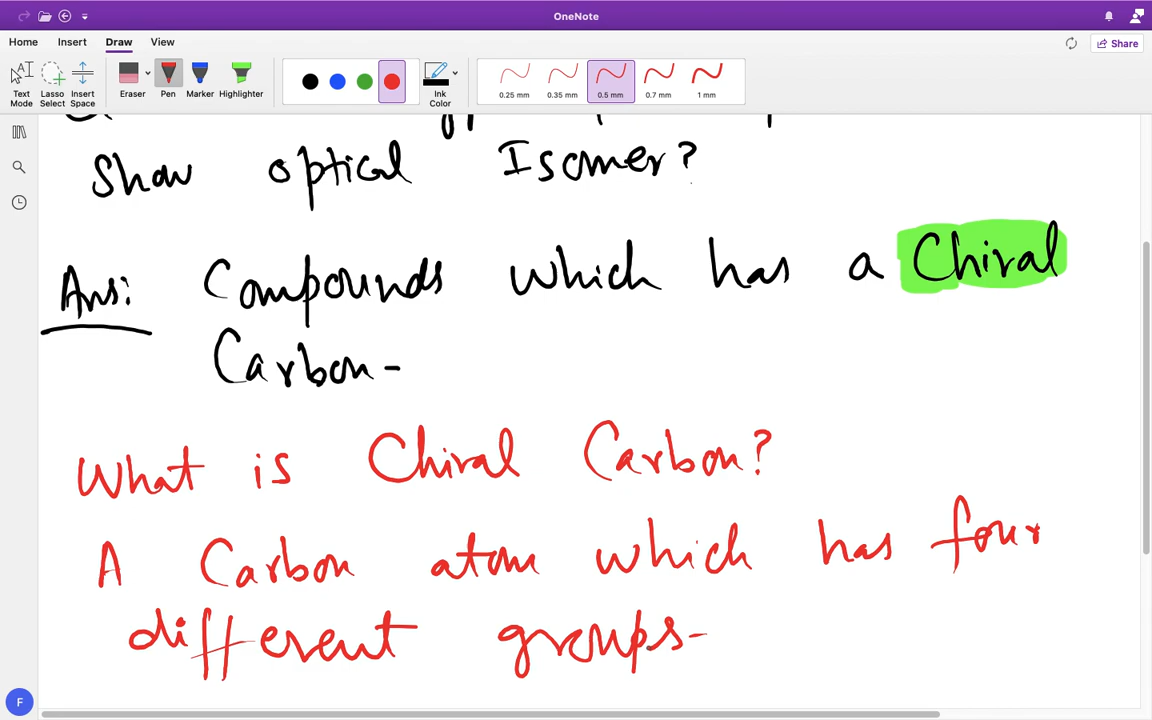 OneNote
Home Insert Draw View
Share
Text Mode Lasso Select Insert Space Eraser Pen Marker Highlighter Ink Color 0.25 mm 0.35 mm 0.5 mm 0.7 mm 1 mm
Show optical Isomer?
Ans: Compounds which has a Chiral
Carbon-
What is Chiral Carbon?
A Carbon atom which has four
different groups-
F